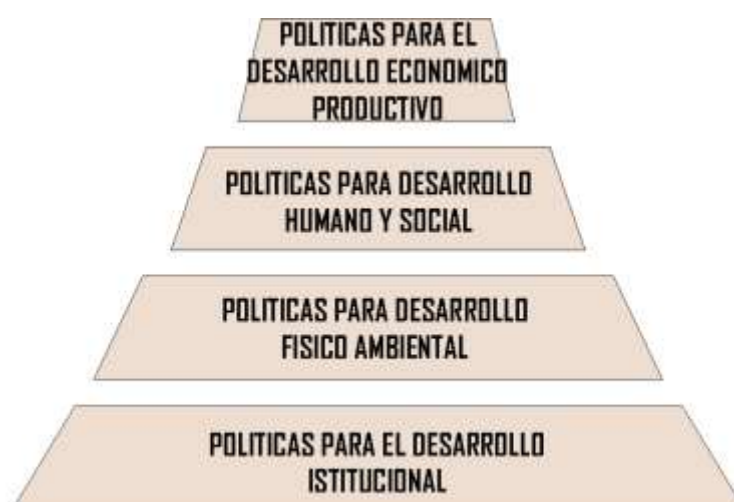 POLITICAS PARA EL
DESARROLLO ECONOMICO
PRODUCTIVO
POLITICAS PARA DESARROLLO
HUMANO Y SOCIAL
POLITICAS PARA DESARROLLO
FISICO AMBIENTAL
POLITICAS PARA EL DESARROLLO
ISTITUCIONAL